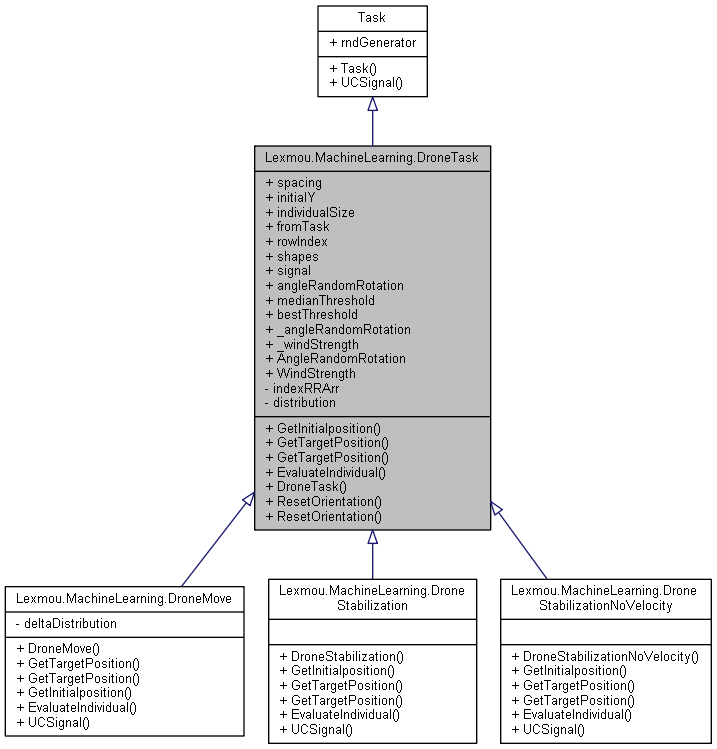 Task
+ rndGenerator
+ Task()
+ UCSignal()
Lexmou.MachineLearning.DroneTask
+ spacing
+ initialY
+ individualSize
+ fromTask
+ rowIndex
+ shapes
+ signal
+ angleRandomRotation
+ medianThreshold
+ bestThreshold
+ _angleRandomRotation
+ _windStrength
+ AngleRandomRotation
+ WindStrength
- indexRRArr
- distribution
+ GetInitialposition()
+ GetTargetPosition()
+ GetTargetPosition()
+ EvaluateIndividual()
+ DroneTask()
+ ResetOrientation()
+ ResetOrientation()
Lexmou.MachineLearning.DroneMove
- deltaDistribution
+ DroneMove()
+ GetTargetPosition()
+ GetTargetPosition()
+ GetInitialposition()
+ EvaluateIndividual()
+ UCSignal()
Lexmou.MachineLearning.Drone
Stabilization
+ DroneStabilization()
+ GetInitialposition()
+ GetTargetPosition()
+ GetTargetPosition()
+ EvaluateIndividual()
+ UCSignal()
Lexmou.MachineLearning.Drone
StabilizationNoVelocity
+ DroneStabilizationNoVelocity()
+ GetInitialposition()
+ GetTargetPosition()
+ GetTargetPosition()
+ EvaluateIndividual()
+ UCSignal()